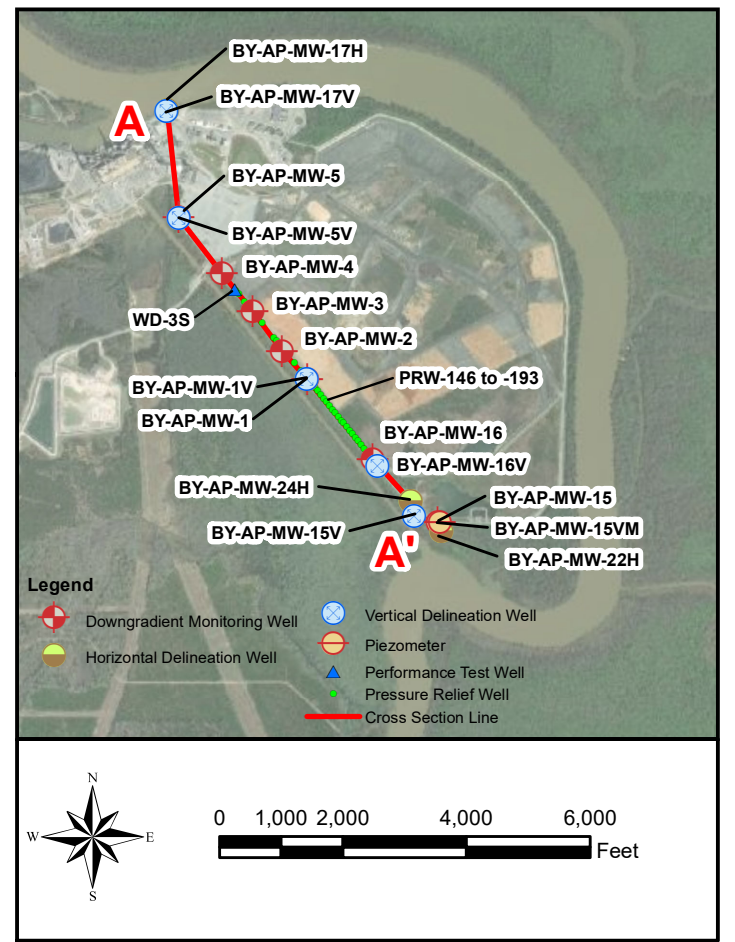 BY-AP-MW-17H
BY-AP-MW-17V
A
BY-AP-MW-5
BY-AP-MW-5V
BY-AP-MW-4
BY-AP-MW-3
WD-3S
BY-AP-MW-2
PRW-146 to -193
BY-AP-MW-1V
BY-AP-MW-1
BY-AP-MW-16
BY-AP-MW-16V
BY-AP-MW-24H
BY-AP-MW-15
BY-AP-MW-15VM
BY-AP-MW-15V
A'
BY-AP-MW-22H
Legend
Downgradient Monitoring Well
Horizontal Delineation Well
Vertical Delineation Well
Piezometer
Performance Test Well
Pressure Relief Well
Cross Section Line
N
W E
S
0 1,000 2,000 4,000 6,000
Feet